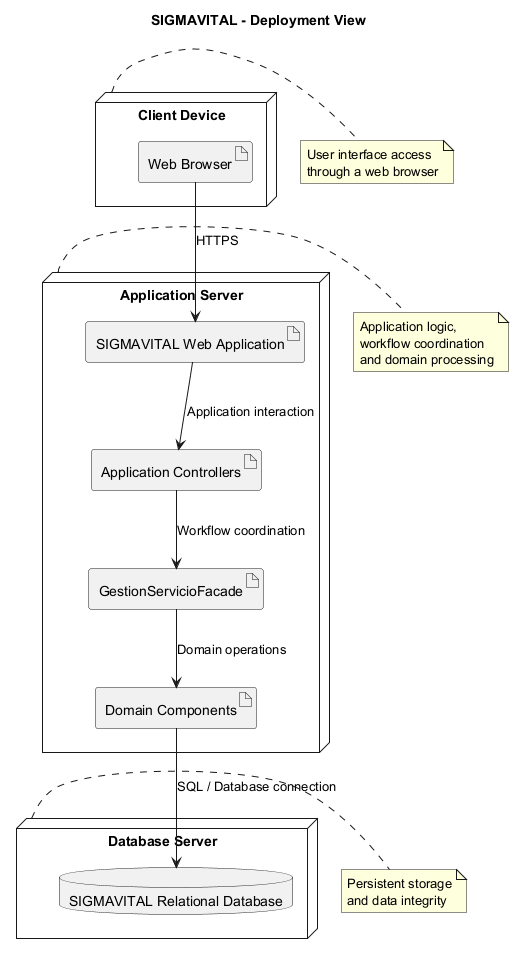 SIGMAVITAL - Deployment View
Client Device
Web Browser
User interface access
through a web browser
HTTPS
Application Server
SIGMAVITAL Web Application
Application logic,
workflow coordination
and domain processing
Application interaction
Application Controllers
Workflow coordination
GestionServicioFacade
Domain operations
Domain Components
SQL / Database connection
Database Server
SIGMAVITAL Relational Database
Persistent storage
and data integrity